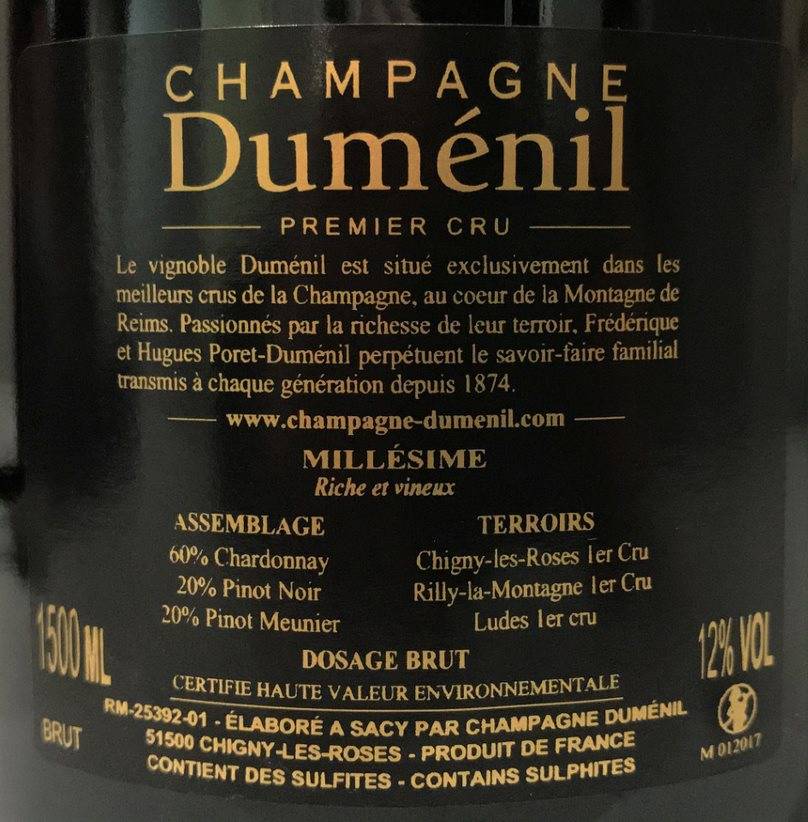 CHAMPAGNE
Duménil
PREMIER CRU
Le vignoble Duménil est situé exclusivement dans les
meilleurs crus de la Champagne, au coeur de la Montagne de
Reims. Passionnés par la richesse de leur terroir, Frédérique
et Hugues Poret-Duménil perpétuent le savoir-faire familial
transmis à chaque génération depuis 1874.
www.champagne-dumenil.com
MILLÉSIME
Riche et vineux
ASSEMBLAGE
60% Chardonnay
20% Pinot Noir
20% Pinot Meunier
TERROIRS
Chigny-les-Roses 1er Cru
Rilly-la-Montagne 1er Cru
Ludes 1er cru
DOSAGE BRUT
CERTIFIE HAUTE VALEUR ENVIRONNEMENTALE
1500 ML
BRUT
RM-25392-01 - ÉLABORÉ A SACY PAR CHAMPAGNE DUMÉNIL
51500 CHIGNY-LES-ROSES - PRODUIT DE FRANCE
CONTIENT DES SULFITES - CONTAINS SULPHITES
12% VOL
M 012017